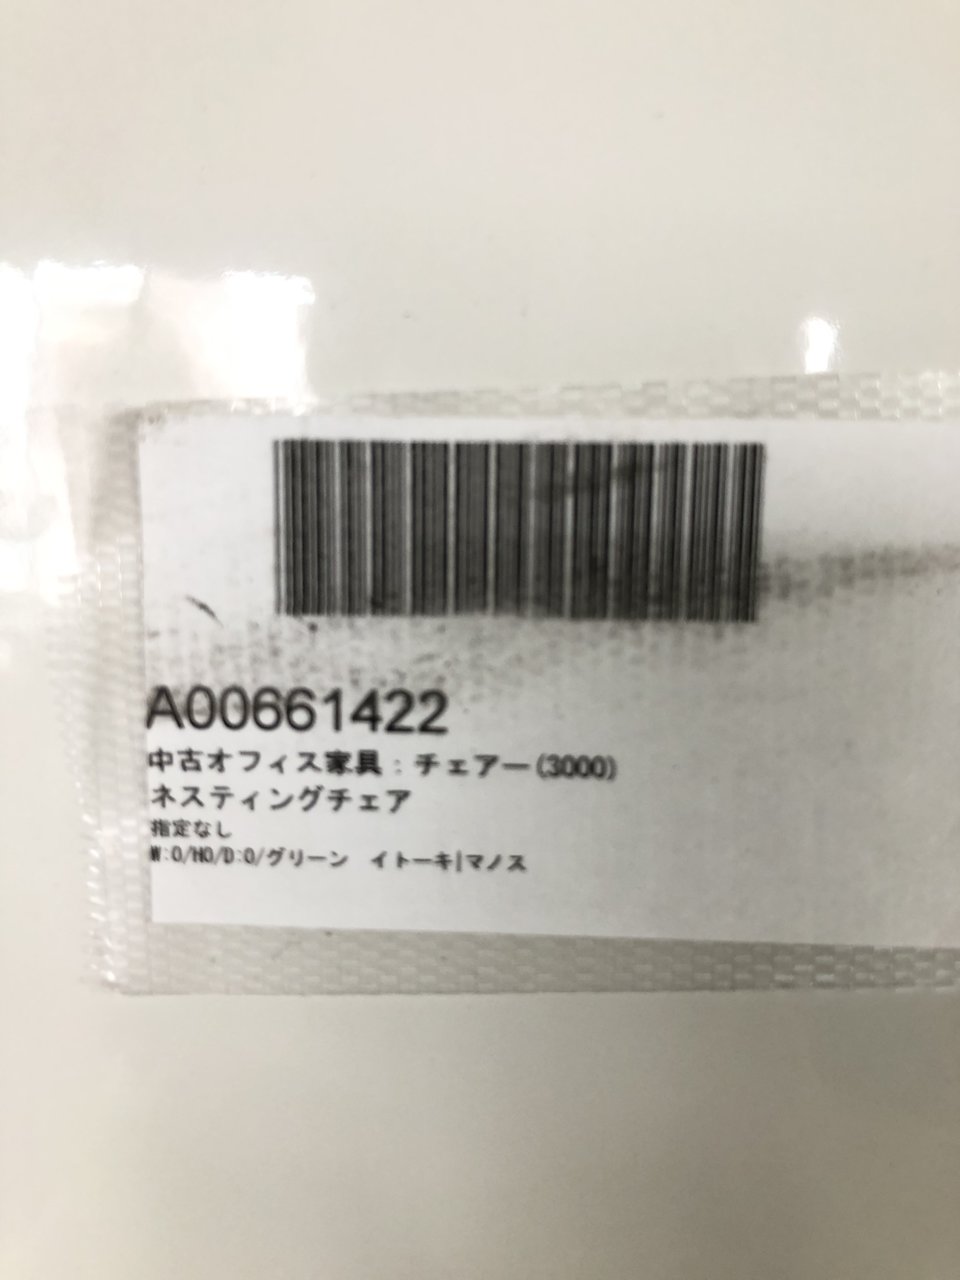 A00661422
中古オフィス家具：チェアー(3000)
ネスティングチェア
指定なし
W:0/H0/D:0/グリーン　イトーキ|マノス